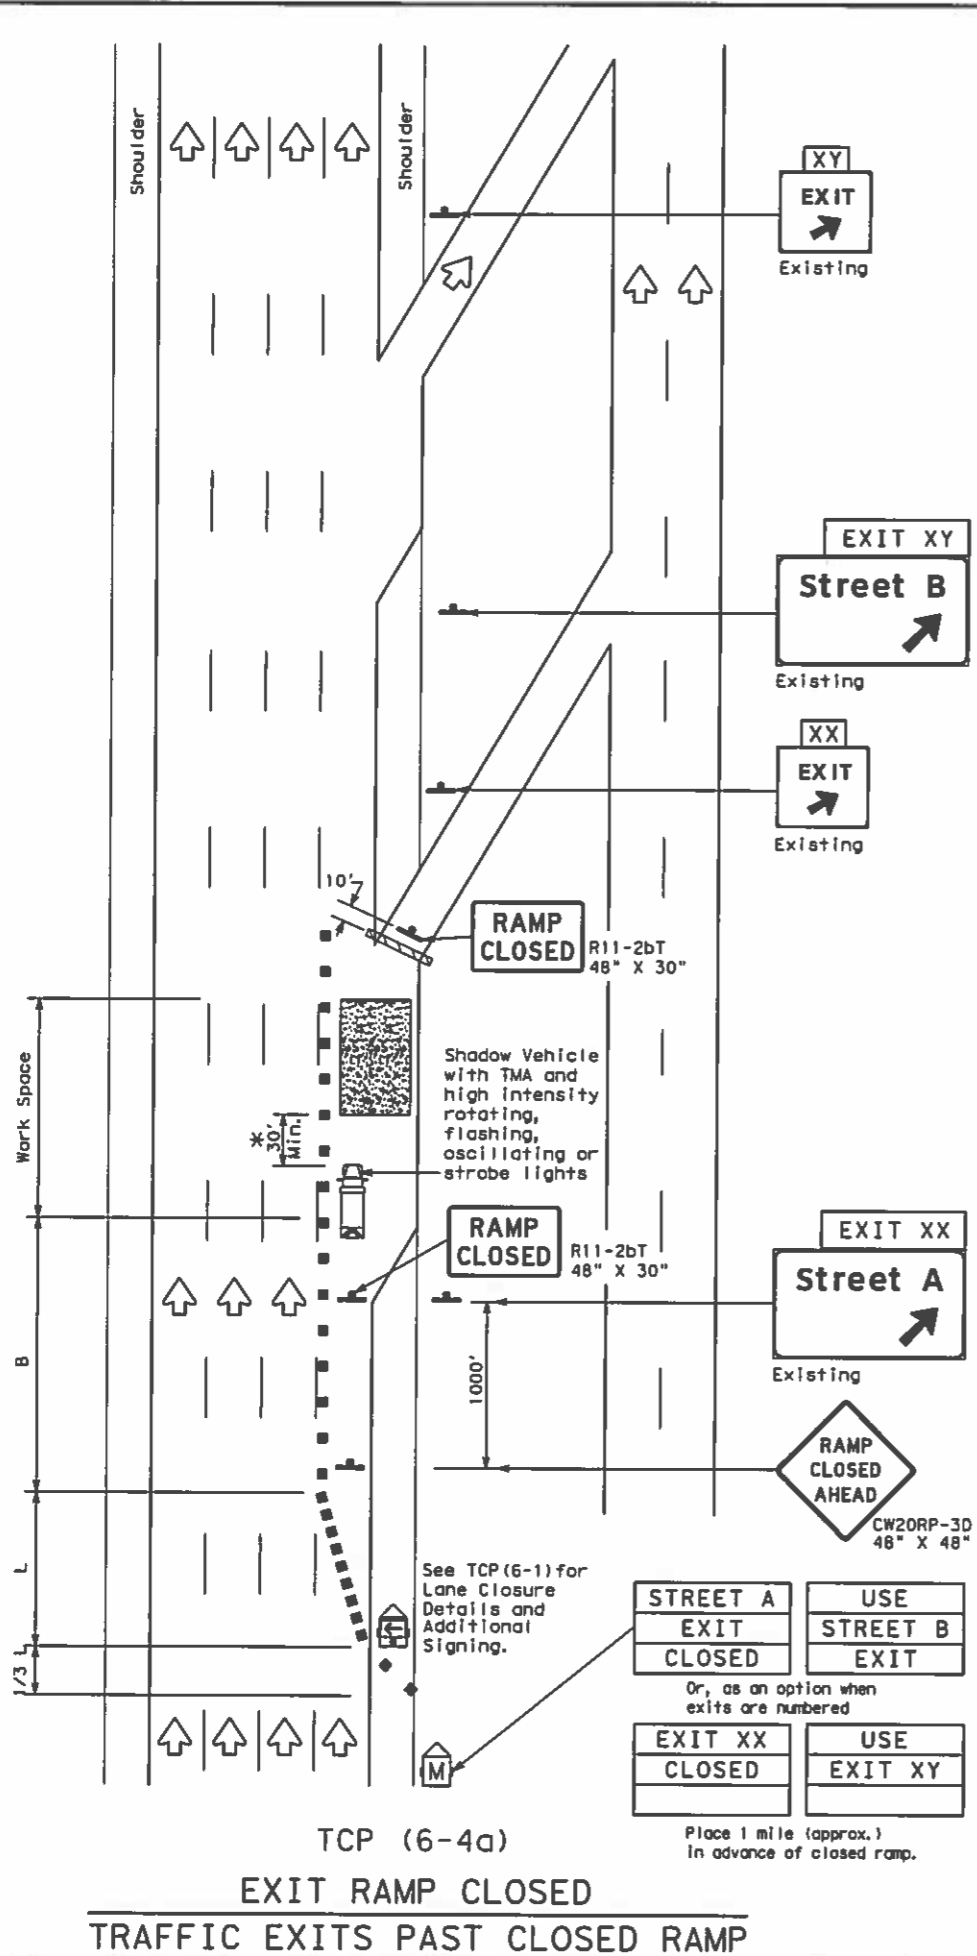 Shoulder
Shoulder
XY
EXIT
Existing
EXIT XY
Street B
Existing
XX
EXIT
Existing
10'
RAMP
CLOSED
R11-2bT
48" X 30"
Work Space
*
30'
Min.
Shadow Vehicle
with TMA and
high intensity
rotating,
flashing,
oscillating or
strobe lights
RAMP
CLOSED
R11-2bT
48" X 30"
EXIT XX
Street A
Existing
B
1000'
RAMP
CLOSED
AHEAD
CW20RP-3D
48" X 48"
L
See TCP(6-1)for
Lane Closure
Details and
Additional
Signing.
1/3 L
STREET A
EXIT
CLOSED
USE
STREET B
EXIT
Or, as an option when
exits are numbered
M
EXIT XX
CLOSED
USE
EXIT XY
Place 1 mile (approx.)
in advance of closed ramp.
TCP (6-4a)
EXIT RAMP CLOSED
TRAFFIC EXITS PAST CLOSED RAMP